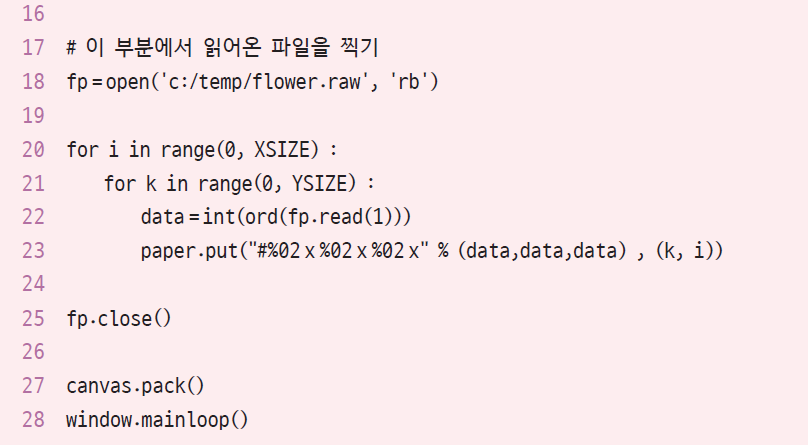 16
17 # 이 부분에서 읽어온 파일을 찍기
18 fp=open('c:/temp/flower.raw', 'rb')
19
20 for i in range(0, XSIZE) :
21 for k in range(0, YSIZE) :
22 data=int(ord(fp.read(1)))
23 paper.put("#%02x%02x%02x" % (data,data,data) , (k, i))
24
25 fp.close()
26
27 canvas.pack()
28 window.mainloop()